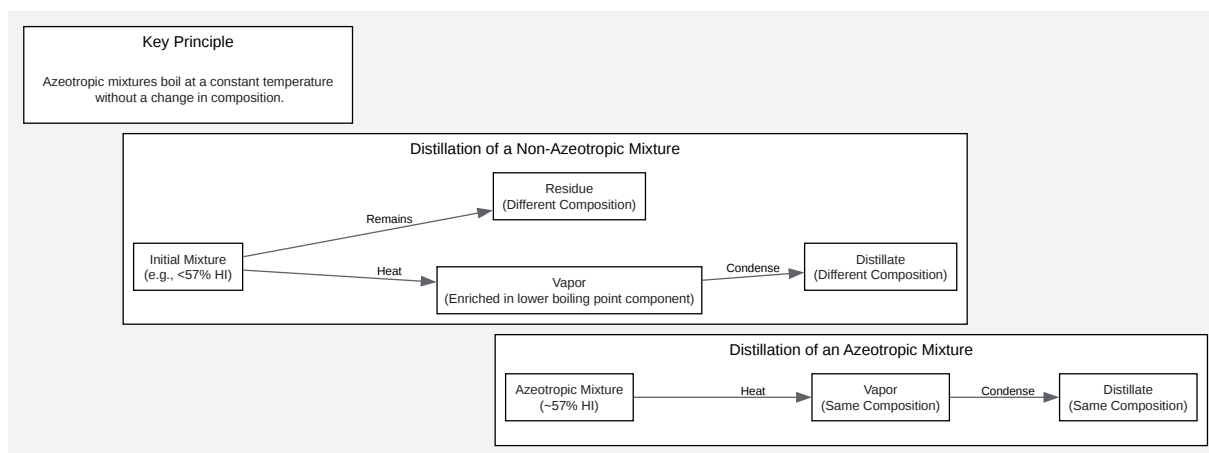 Key Principle
Azeotropic mixtures boil at a constant temperature
without a change in composition.
Distillation of a Non-Azeotropic Mixture
Residue
(Different Composition)
Remains
Initial Mixture
(e.g., <57% HI)
Heat
Vapor
(Enriched in lower boiling point component)
Condense
Distillate
(Different Composition)
Distillation of an Azeotropic Mixture
Azeotropic Mixture
(~57% HI)
Heat
Vapor
(Same Composition)
Condense
Distillate
(Same Composition)